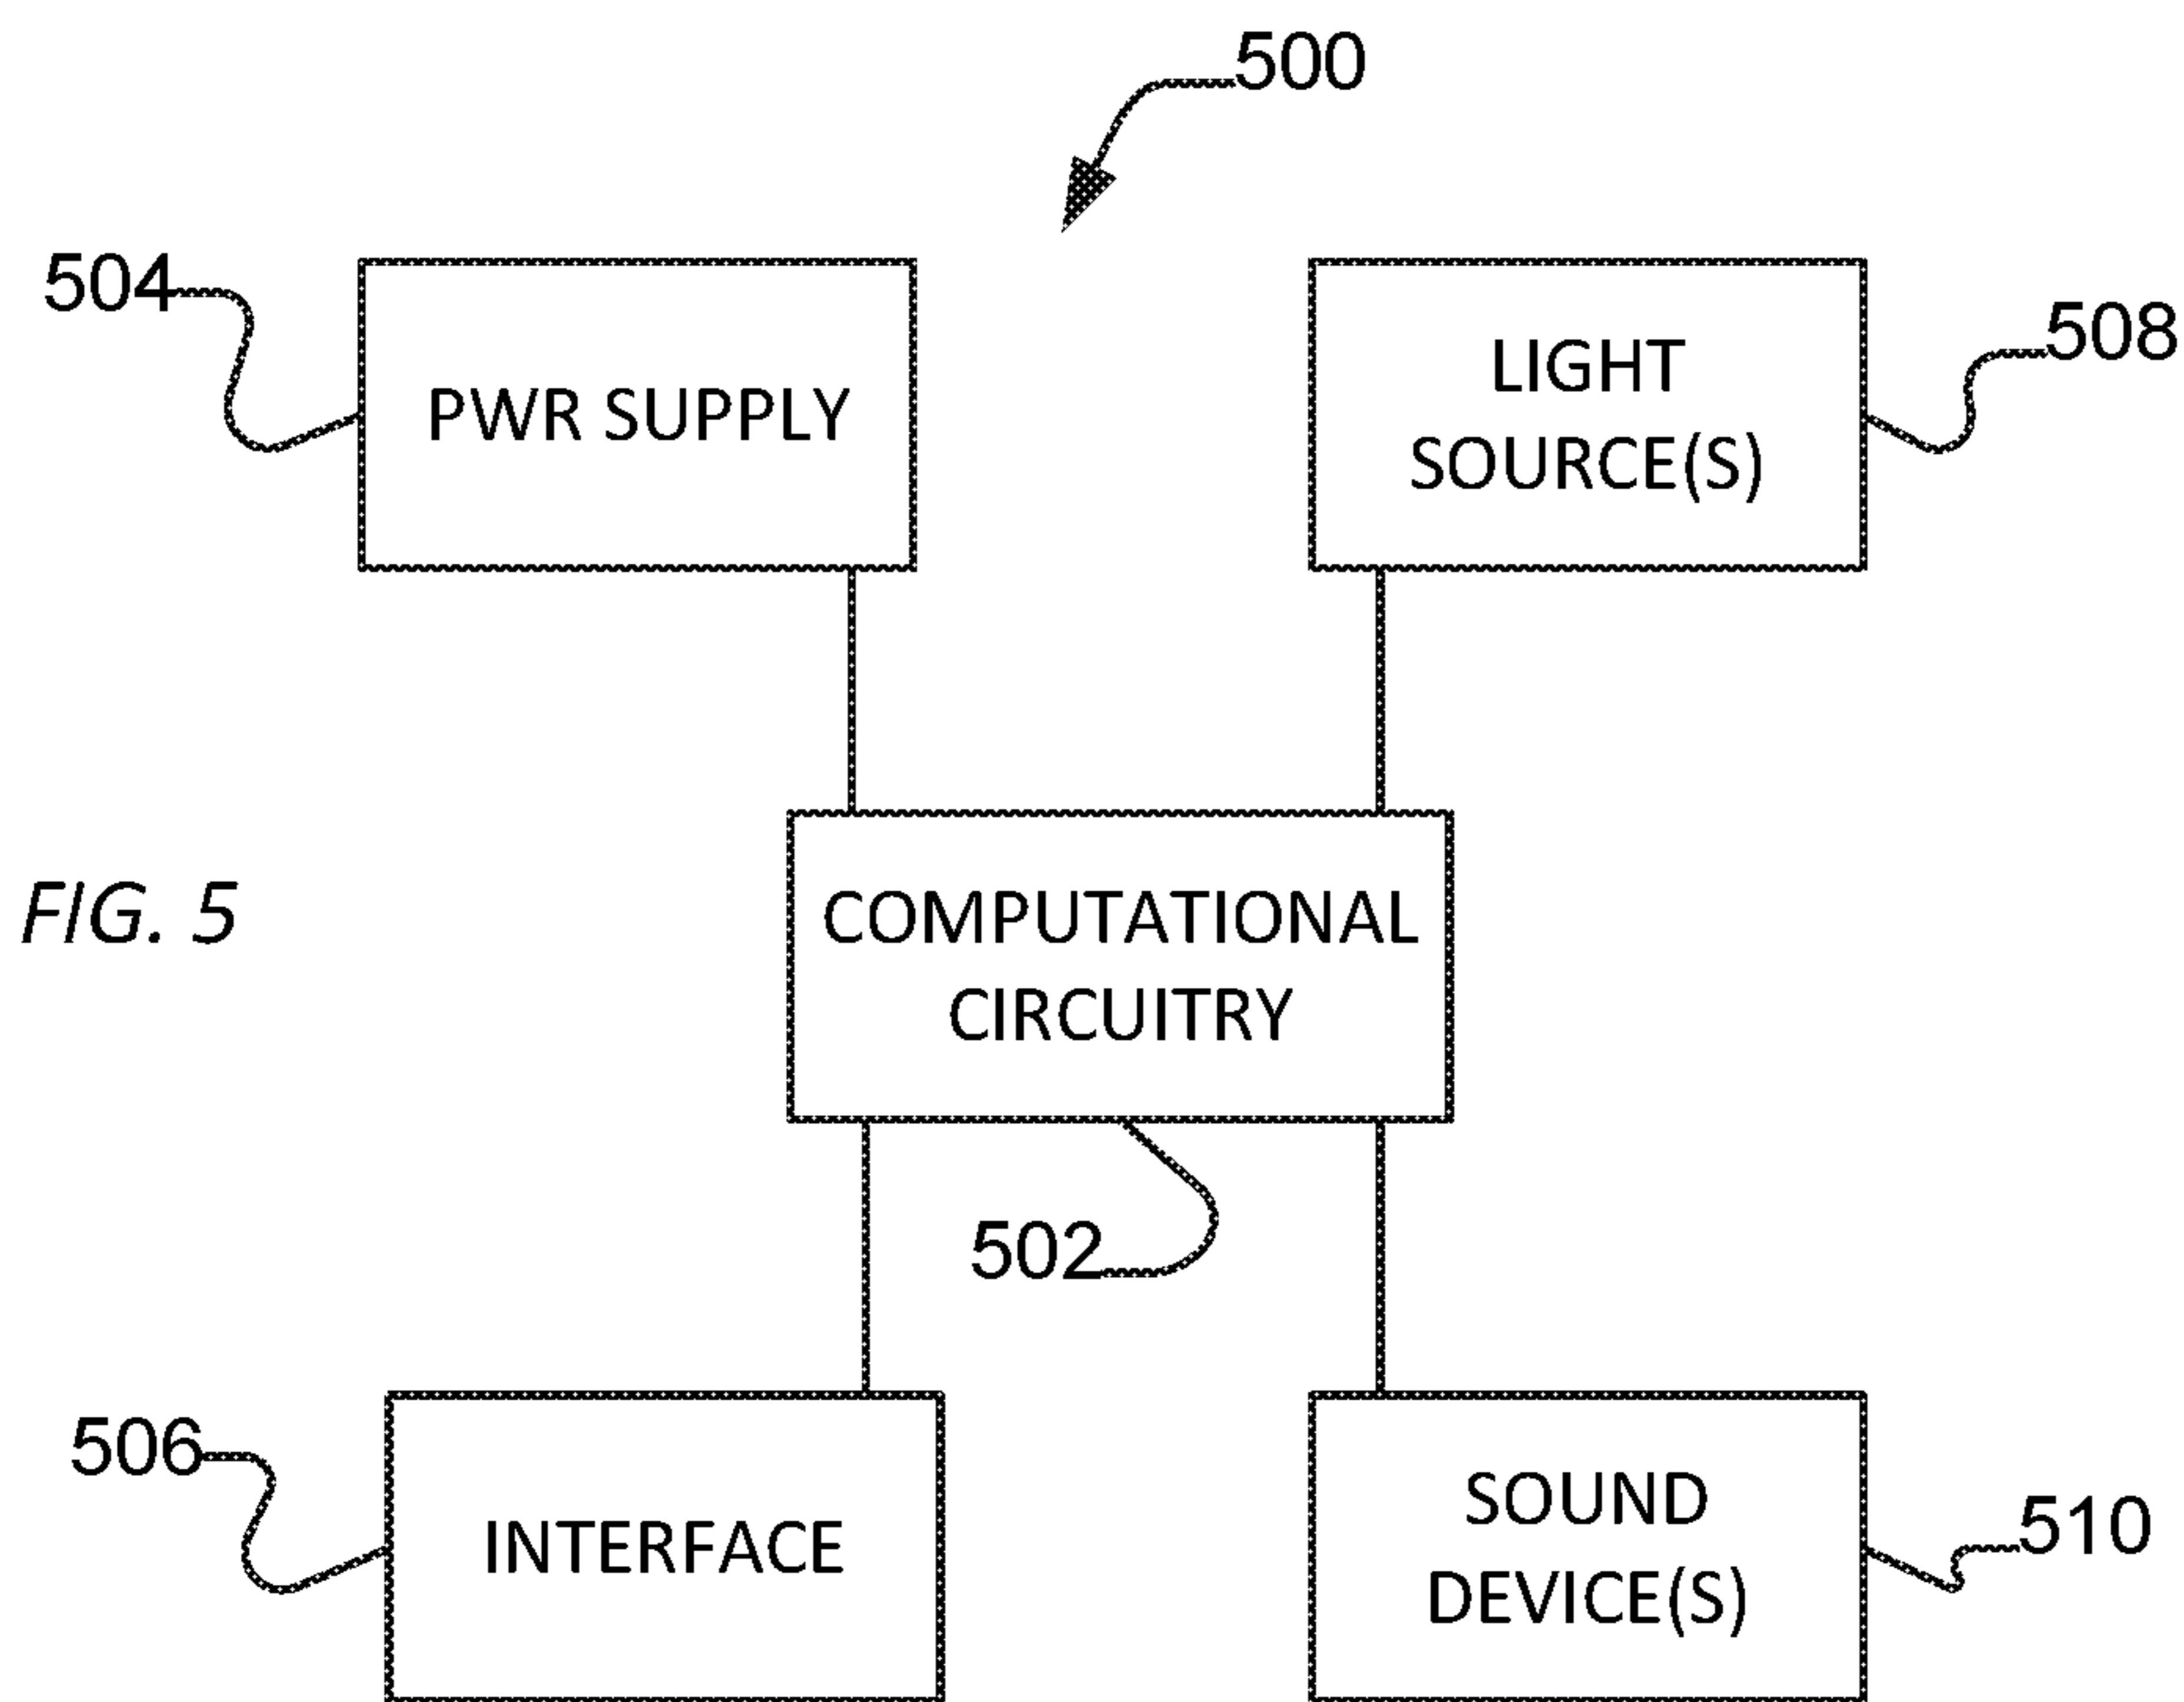 500
504
PWR SUPPLY
LIGHT
SOURCE(S)
508
FIG. 5
COMPUTATIONAL
CIRCUITRY
502
506
INTERFACE
SOUND
DEVICE(S)
510